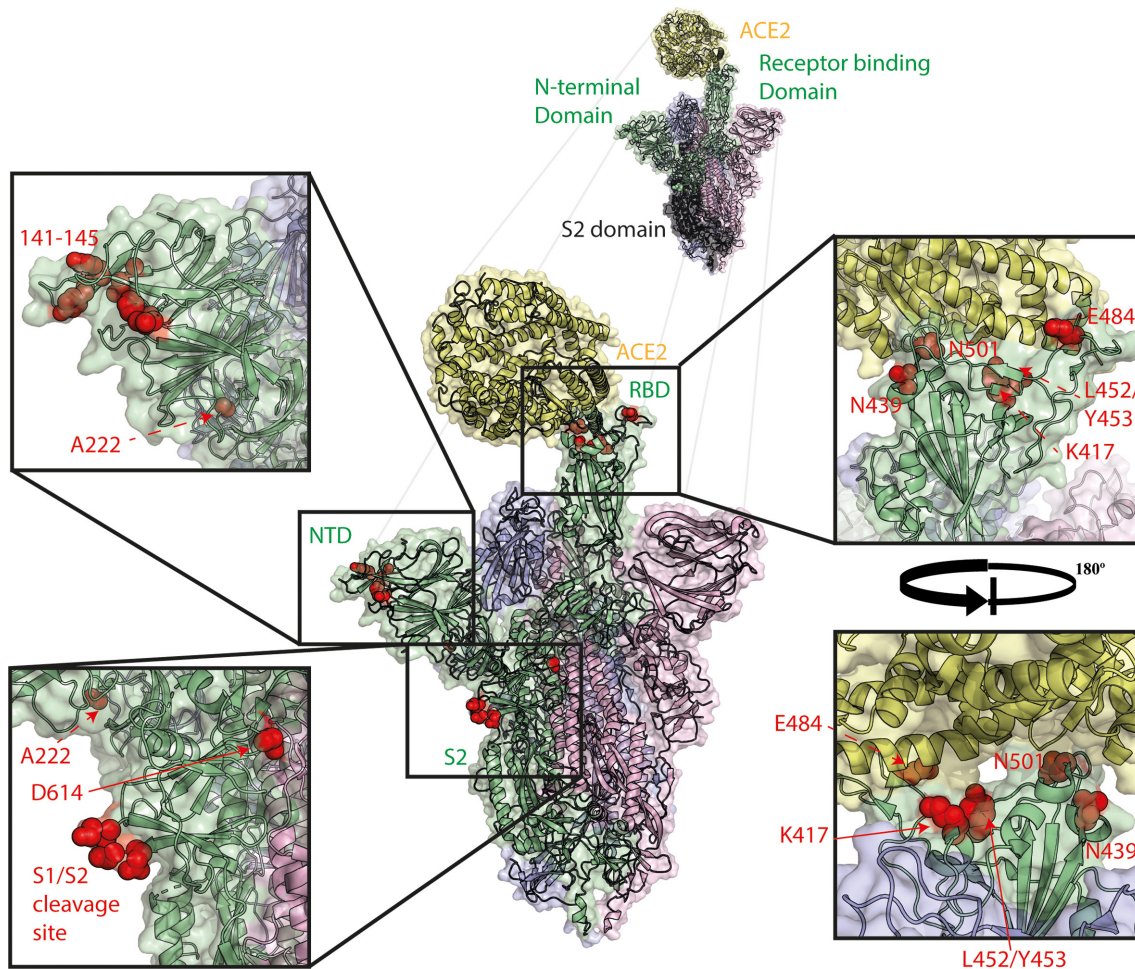 ACE2
Receptor binding
Domain
N-terminal
Domain
S2 domain
141-145
A222
ACE2
RBD
NTD
S2
E484
N501
N439
L452/
Y453
K417
180º
A222
D614
S1/S2
cleavage
site
E484
N501
K417
N439
L452/Y453